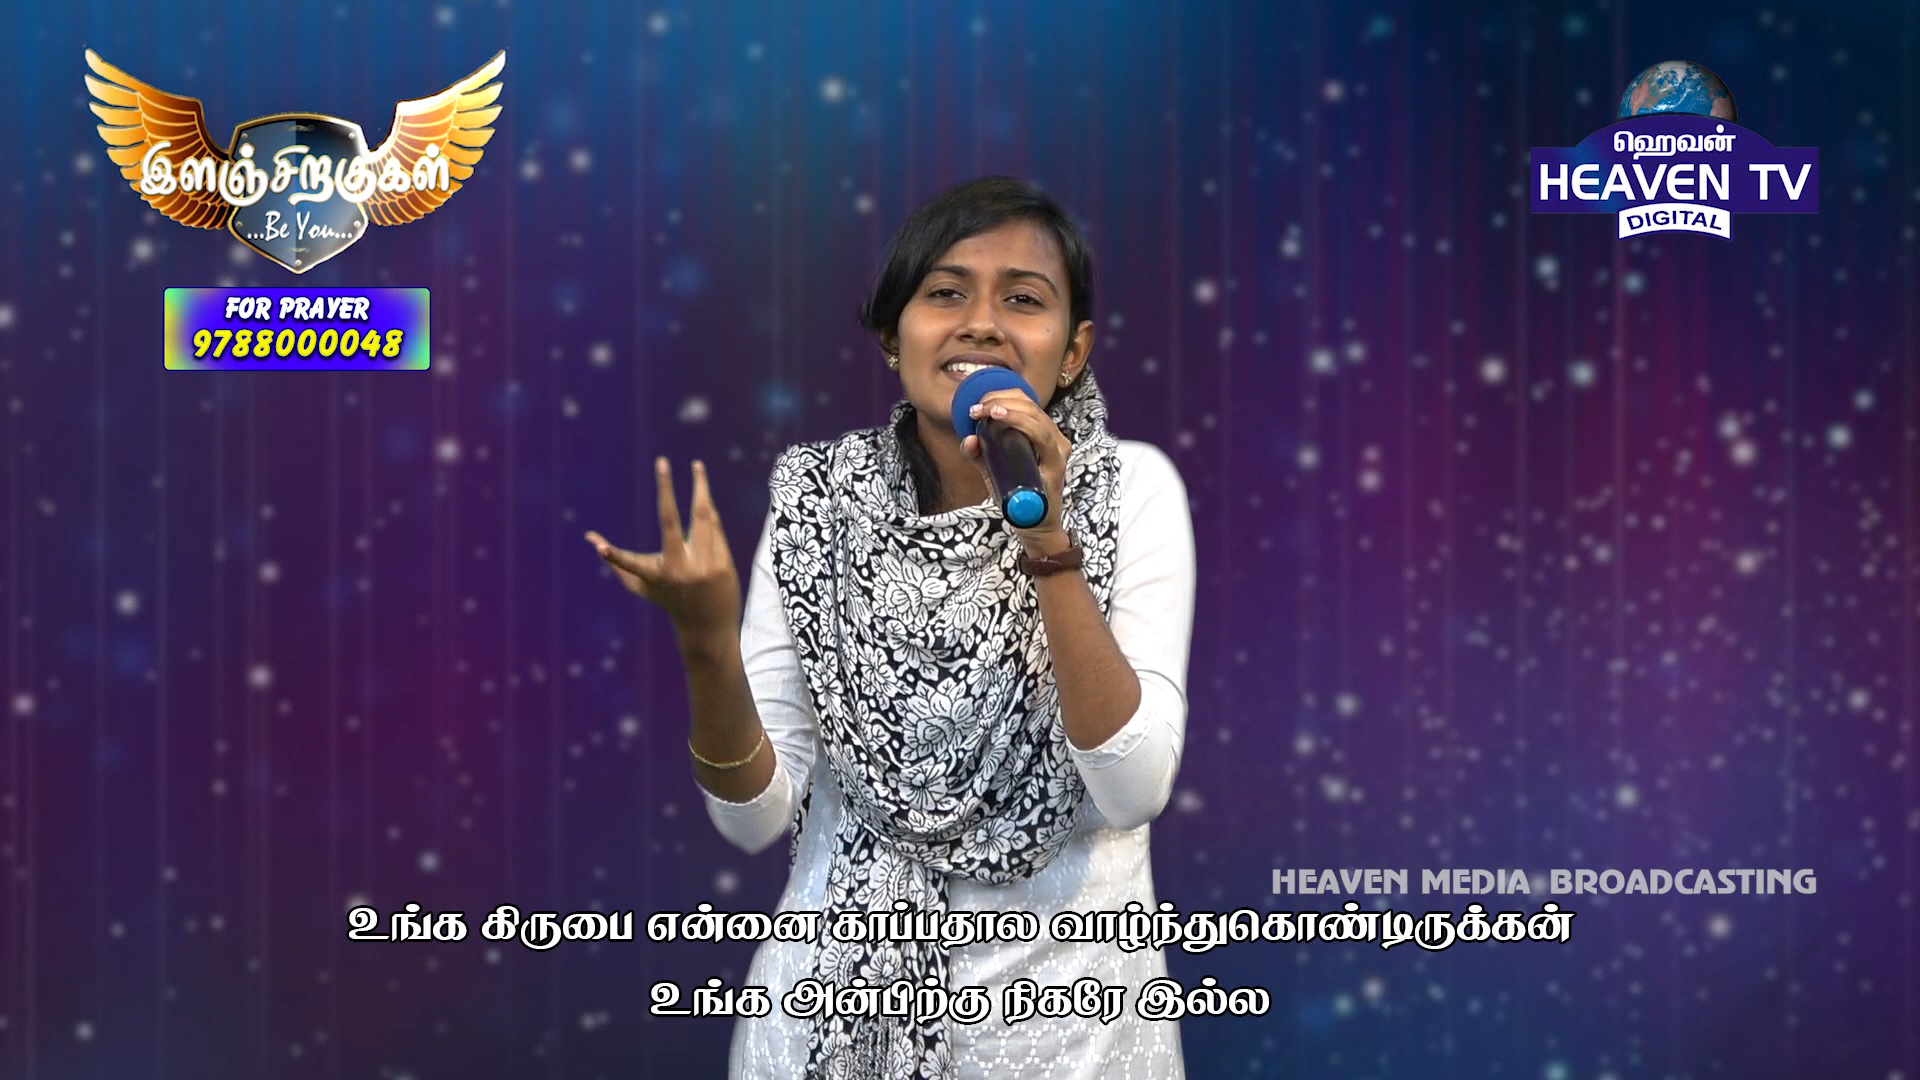 இளஞ்சிறகுகள்
...Be You...
FOR PRAYER
9788000048
ஹெவன்
HEAVEN TV
DIGITAL
HEAVEN MEDIA BROADCASTING
உங்க கிருபை என்னை காப்பதால வாழ்ந்துகொண்டிருக்கன்
உங்க அன்பிற்கு நிகரே இல்ல